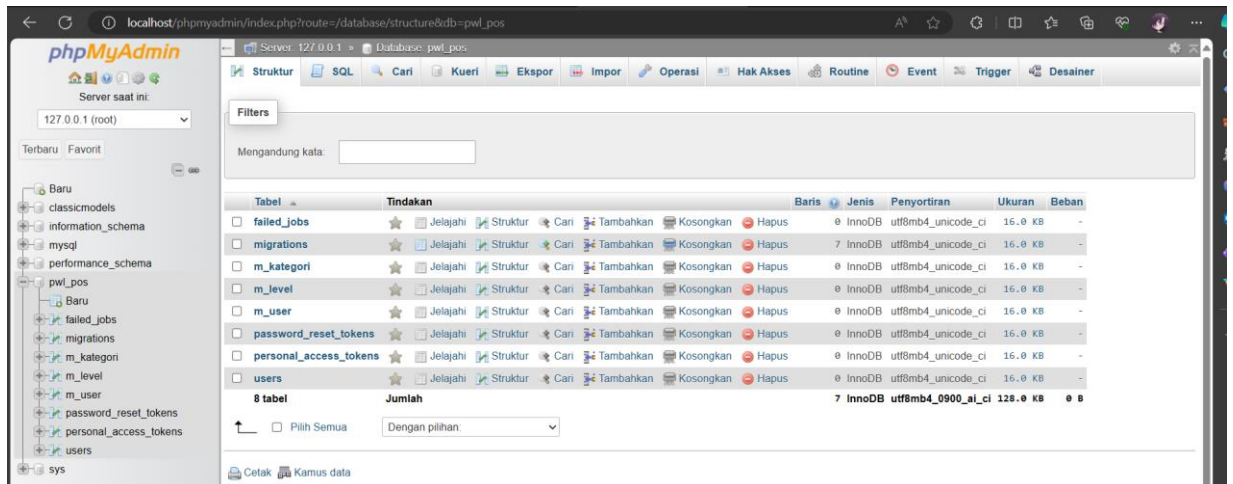 localhost/phpmyadmin/index.php?route=/database/structure&db=pwl_pos
phpMyAdmin
Server saat ini:
127.0.0.1 (root)
Terbaru Favorit
Baru
classicmodels
information_schema
mysql
performance_schema
pwl_pos
Baru
failed_jobs
migrations
m_kategori
m_level
m_user
password_reset_tokens
personal_access_tokens
users
sys
Server: 127.0.0.1 » Database: pwl_pos
Struktur SQL Cari Kueri Ekspor Impor Operasi Hak Akses Routine Event Trigger Desainer
Filters
Mengandung kata:
Tabel Tindakan Baris Jenis Penyortiran Ukuran Beban
failed_jobs Jelajahi Struktur Cari Tambahkan Kosongkan Hapus 0 InnoDB utf8mb4_unicode_ci 16.0 KB -
migrations Jelajahi Struktur Cari Tambahkan Kosongkan Hapus 7 InnoDB utf8mb4_unicode_ci 16.0 KB -
m_kategori Jelajahi Struktur Cari Tambahkan Kosongkan Hapus 0 InnoDB utf8mb4_unicode_ci 16.0 KB -
m_level Jelajahi Struktur Cari Tambahkan Kosongkan Hapus 0 InnoDB utf8mb4_unicode_ci 16.0 KB -
m_user Jelajahi Struktur Cari Tambahkan Kosongkan Hapus 0 InnoDB utf8mb4_unicode_ci 16.0 KB -
password_reset_tokens Jelajahi Struktur Cari Tambahkan Kosongkan Hapus 0 InnoDB utf8mb4_unicode_ci 16.0 KB -
personal_access_tokens Jelajahi Struktur Cari Tambahkan Kosongkan Hapus 0 InnoDB utf8mb4_unicode_ci 16.0 KB -
users Jelajahi Struktur Cari Tambahkan Kosongkan Hapus 0 InnoDB utf8mb4_unicode_ci 16.0 KB -
8 tabel Jumlah 7 InnoDB utf8mb4_0900_ai_ci 128.0 KB 0 B
Pilih Semua Dengan pilihan:
Cetak Kamus data